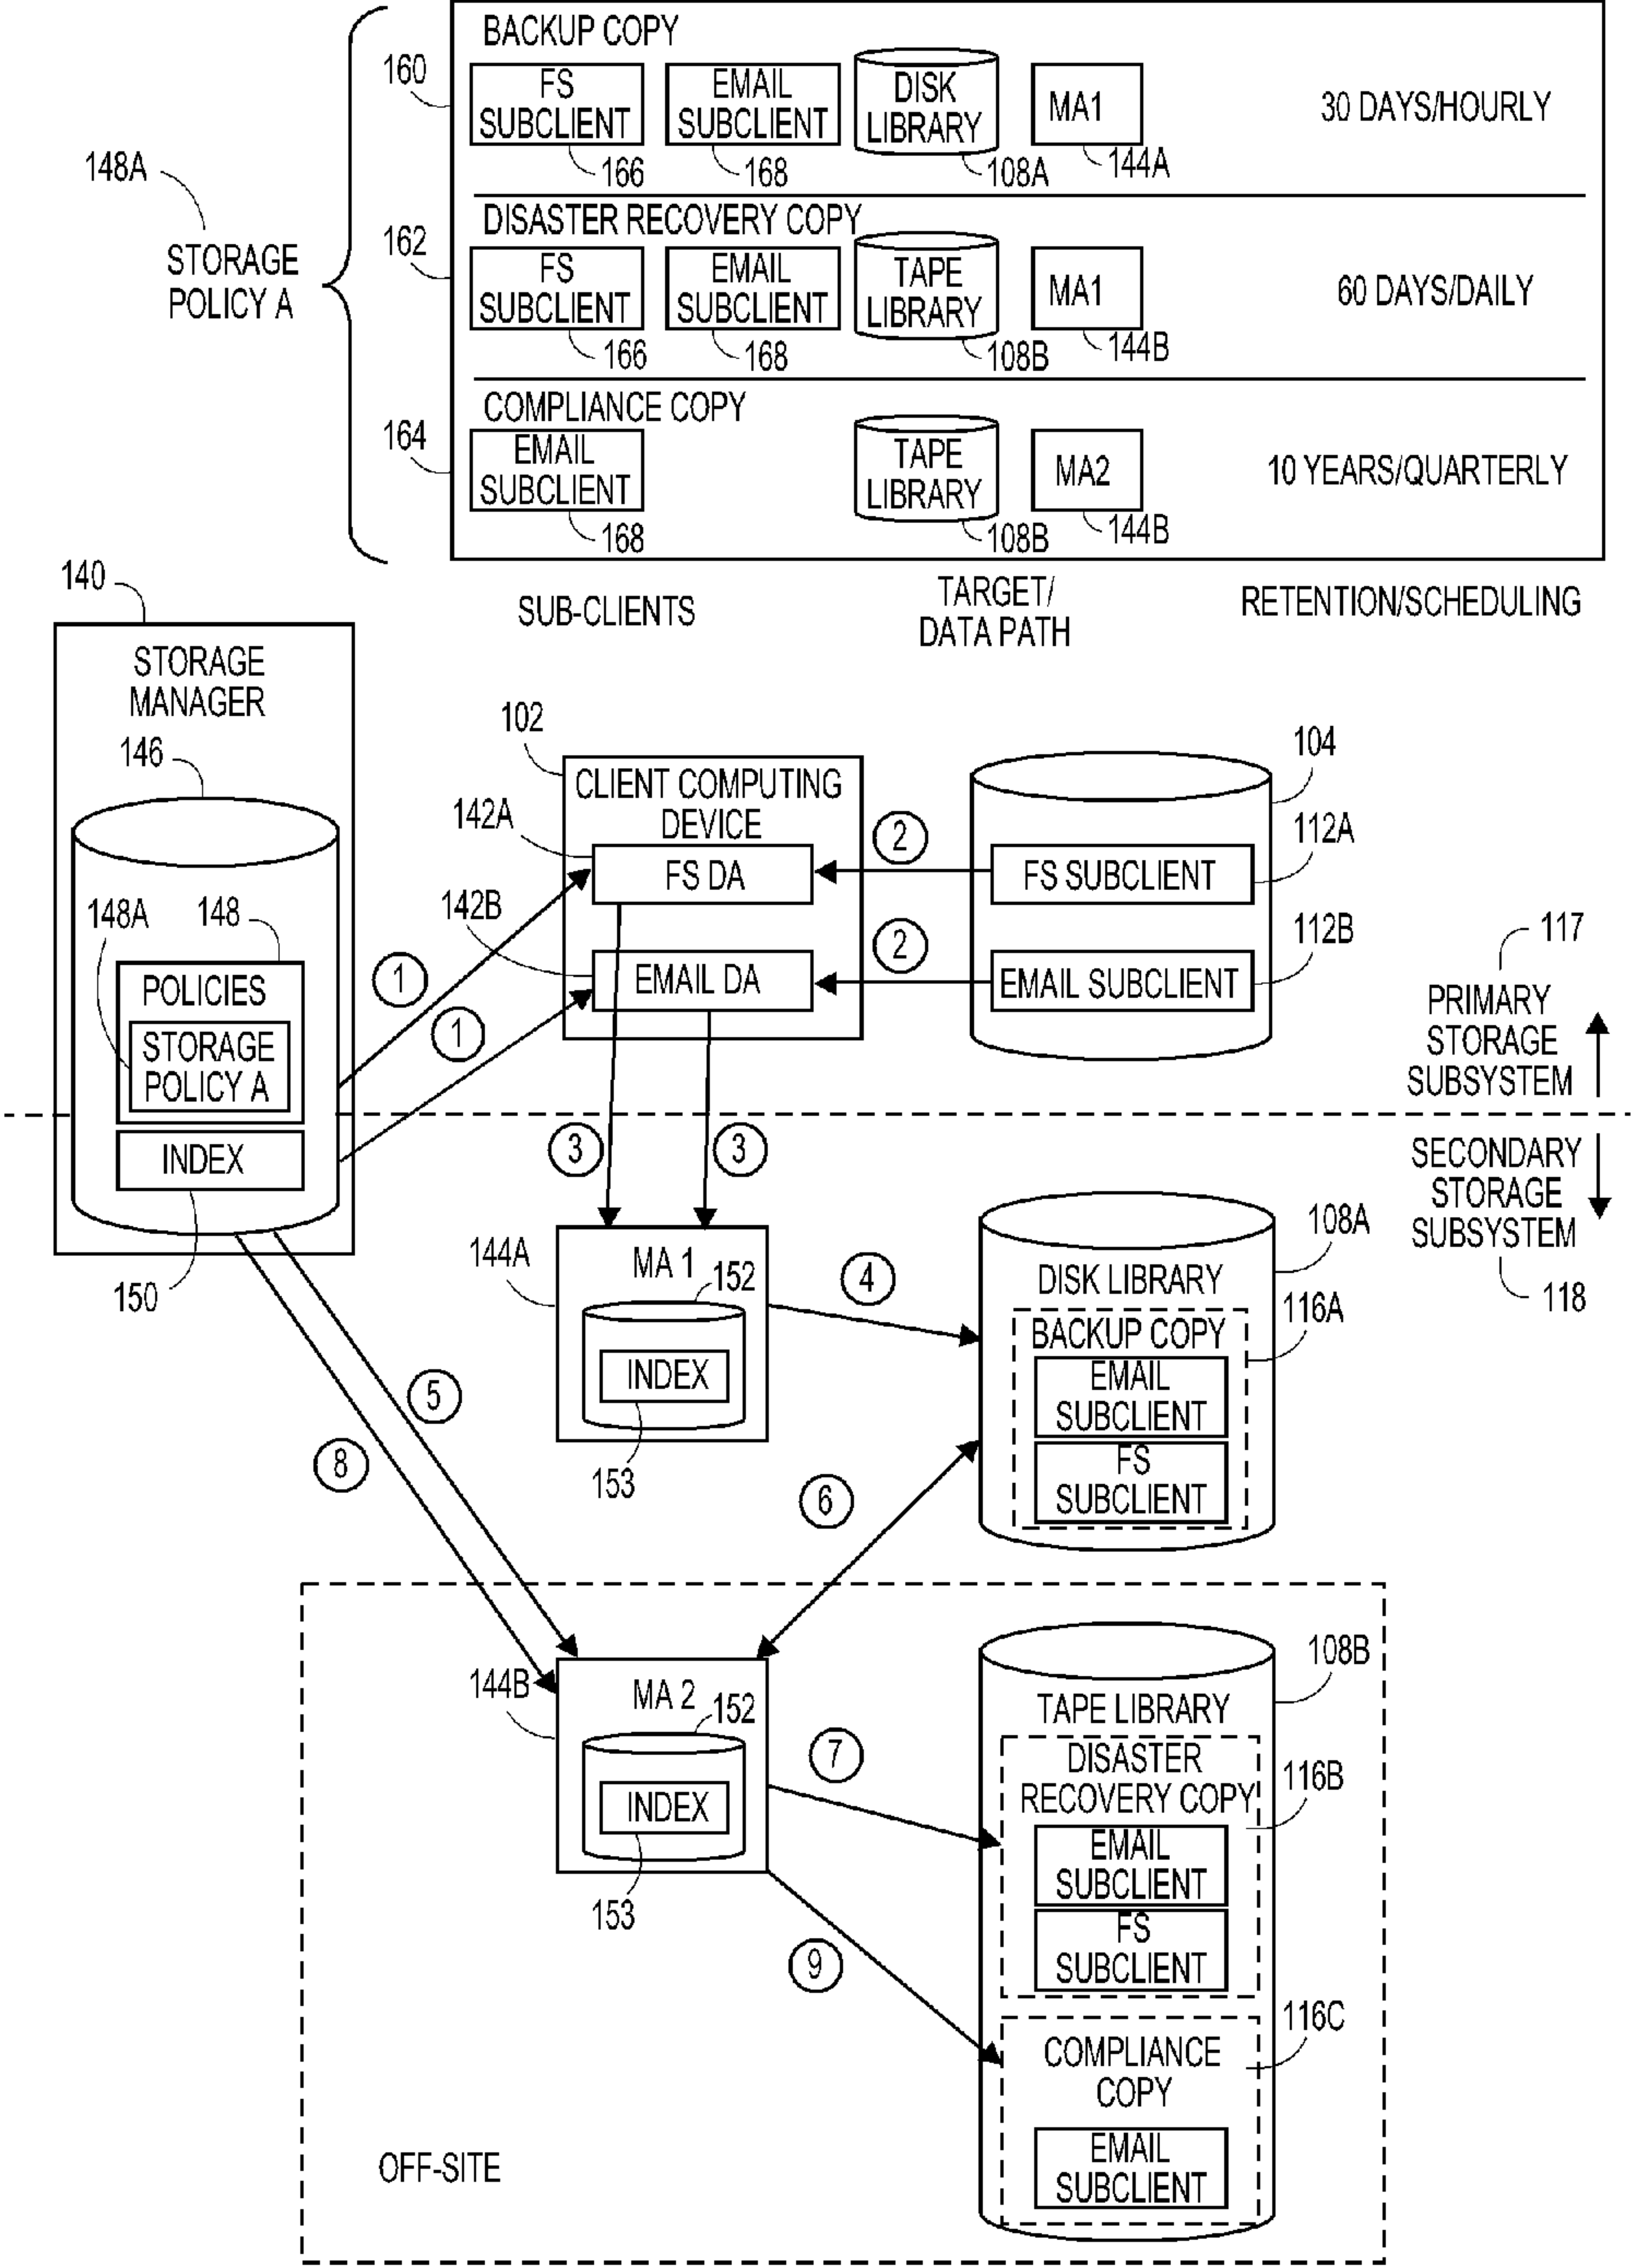 BACKUP COPY
160
FS
SUBCLIENT
166
EMAIL
SUBCLIENT
168
DISK
LIBRARY
108A
MA1
144A
30 DAYS/HOURLY
148A
STORAGE
POLICY A
DISASTER RECOVERY COPY
162
FS
SUBCLIENT
166
EMAIL
SUBCLIENT
168
TAPE
LIBRARY
108B
MA1
144B
60 DAYS/DAILY
COMPLIANCE COPY
164
EMAIL
SUBCLIENT
168
TAPE
LIBRARY
108B
MA2
144B
10 YEARS/QUARTERLY
SUB-CLIENTS
TARGET/
DATA PATH
RETENTION/SCHEDULING
140
STORAGE
MANAGER
146
148A
148
POLICIES
STORAGE
POLICY A
INDEX
150
102
CLIENT COMPUTING
DEVICE
142A
FS DA
142B
EMAIL DA
104
112A
FS SUBCLIENT
112B
EMAIL SUBCLIENT
1
1
2
2
3
3
117
PRIMARY
STORAGE
SUBSYSTEM
SECONDARY
STORAGE
SUBSYSTEM
118
144A
MA 1
152
INDEX
153
4
108A
DISK LIBRARY
116A
BACKUP COPY
EMAIL
SUBCLIENT
FS
SUBCLIENT
5
8
6
144B
MA 2
152
INDEX
153
7
9
108B
TAPE LIBRARY
DISASTER
RECOVERY COPY
116B
EMAIL
SUBCLIENT
FS
SUBCLIENT
116C
COMPLIANCE
COPY
EMAIL
SUBCLIENT
OFF-SITE